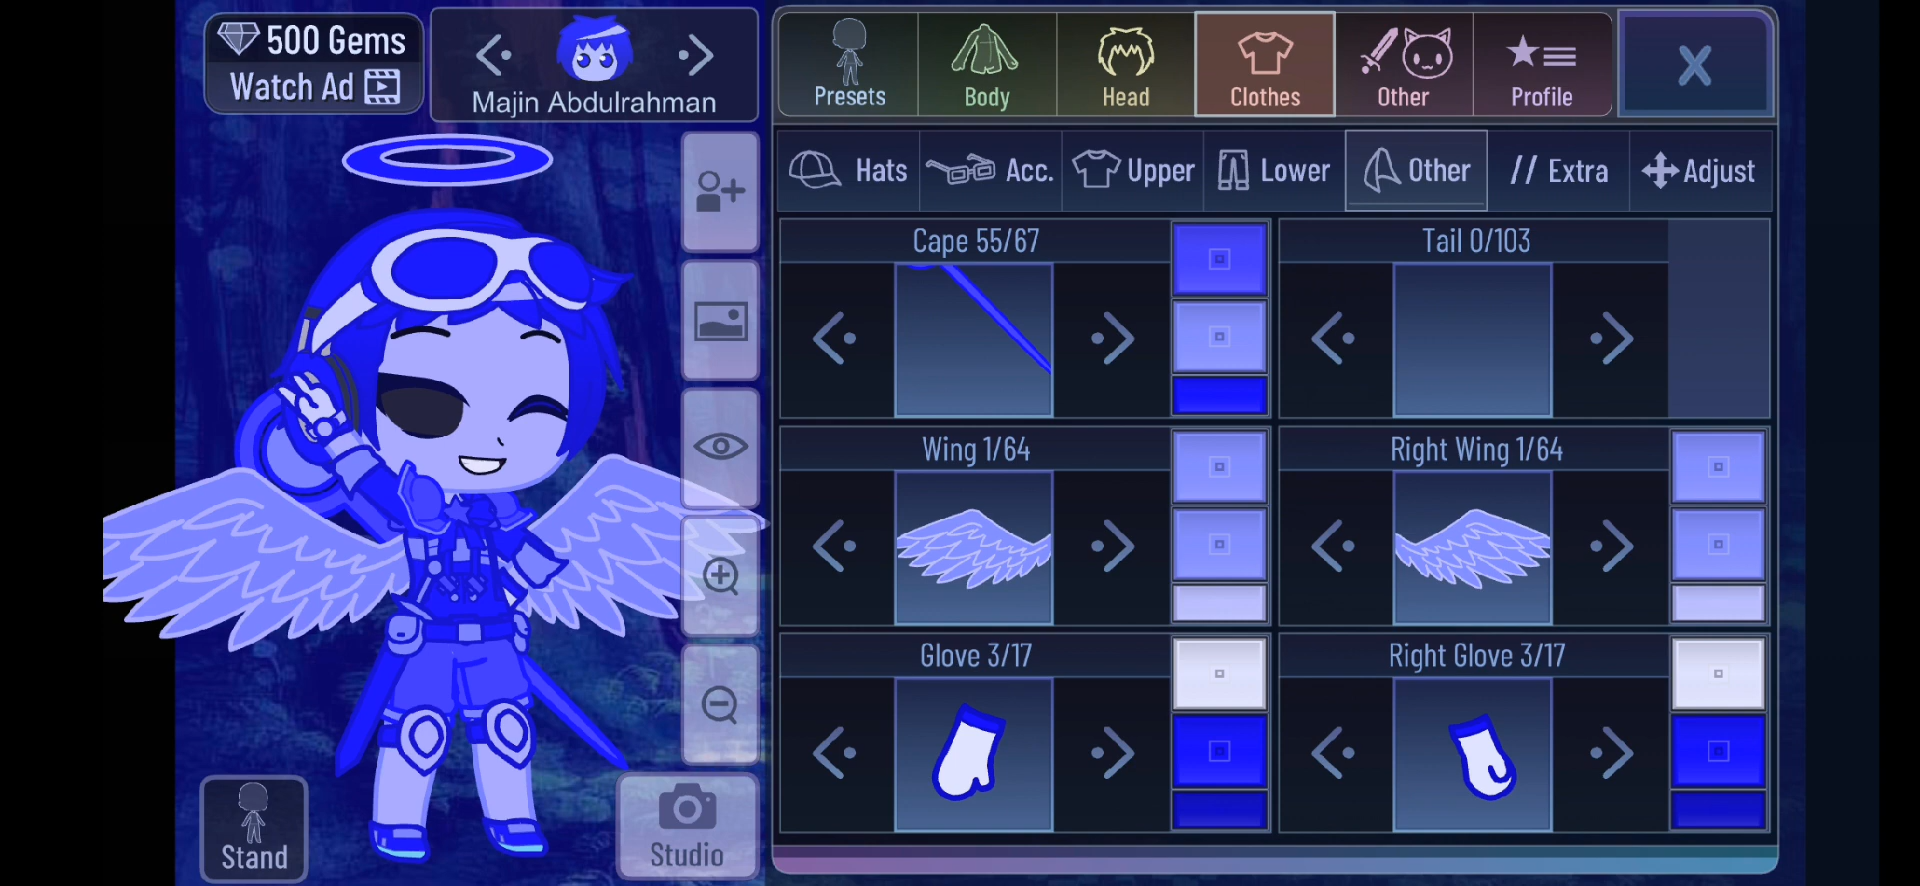 500 Gems
Watch Ad
Majin Abdulrahman
Presets
Body
Head
Clothes
Other
Profile
X
Hats
Acc.
Upper
Lower
Other
Extra
Adjust
Cape 55/67
Tail 0/103
Wing 1/64
Right Wing 1/64
Glove 3/17
Right Glove 3/17
Stand
Studio